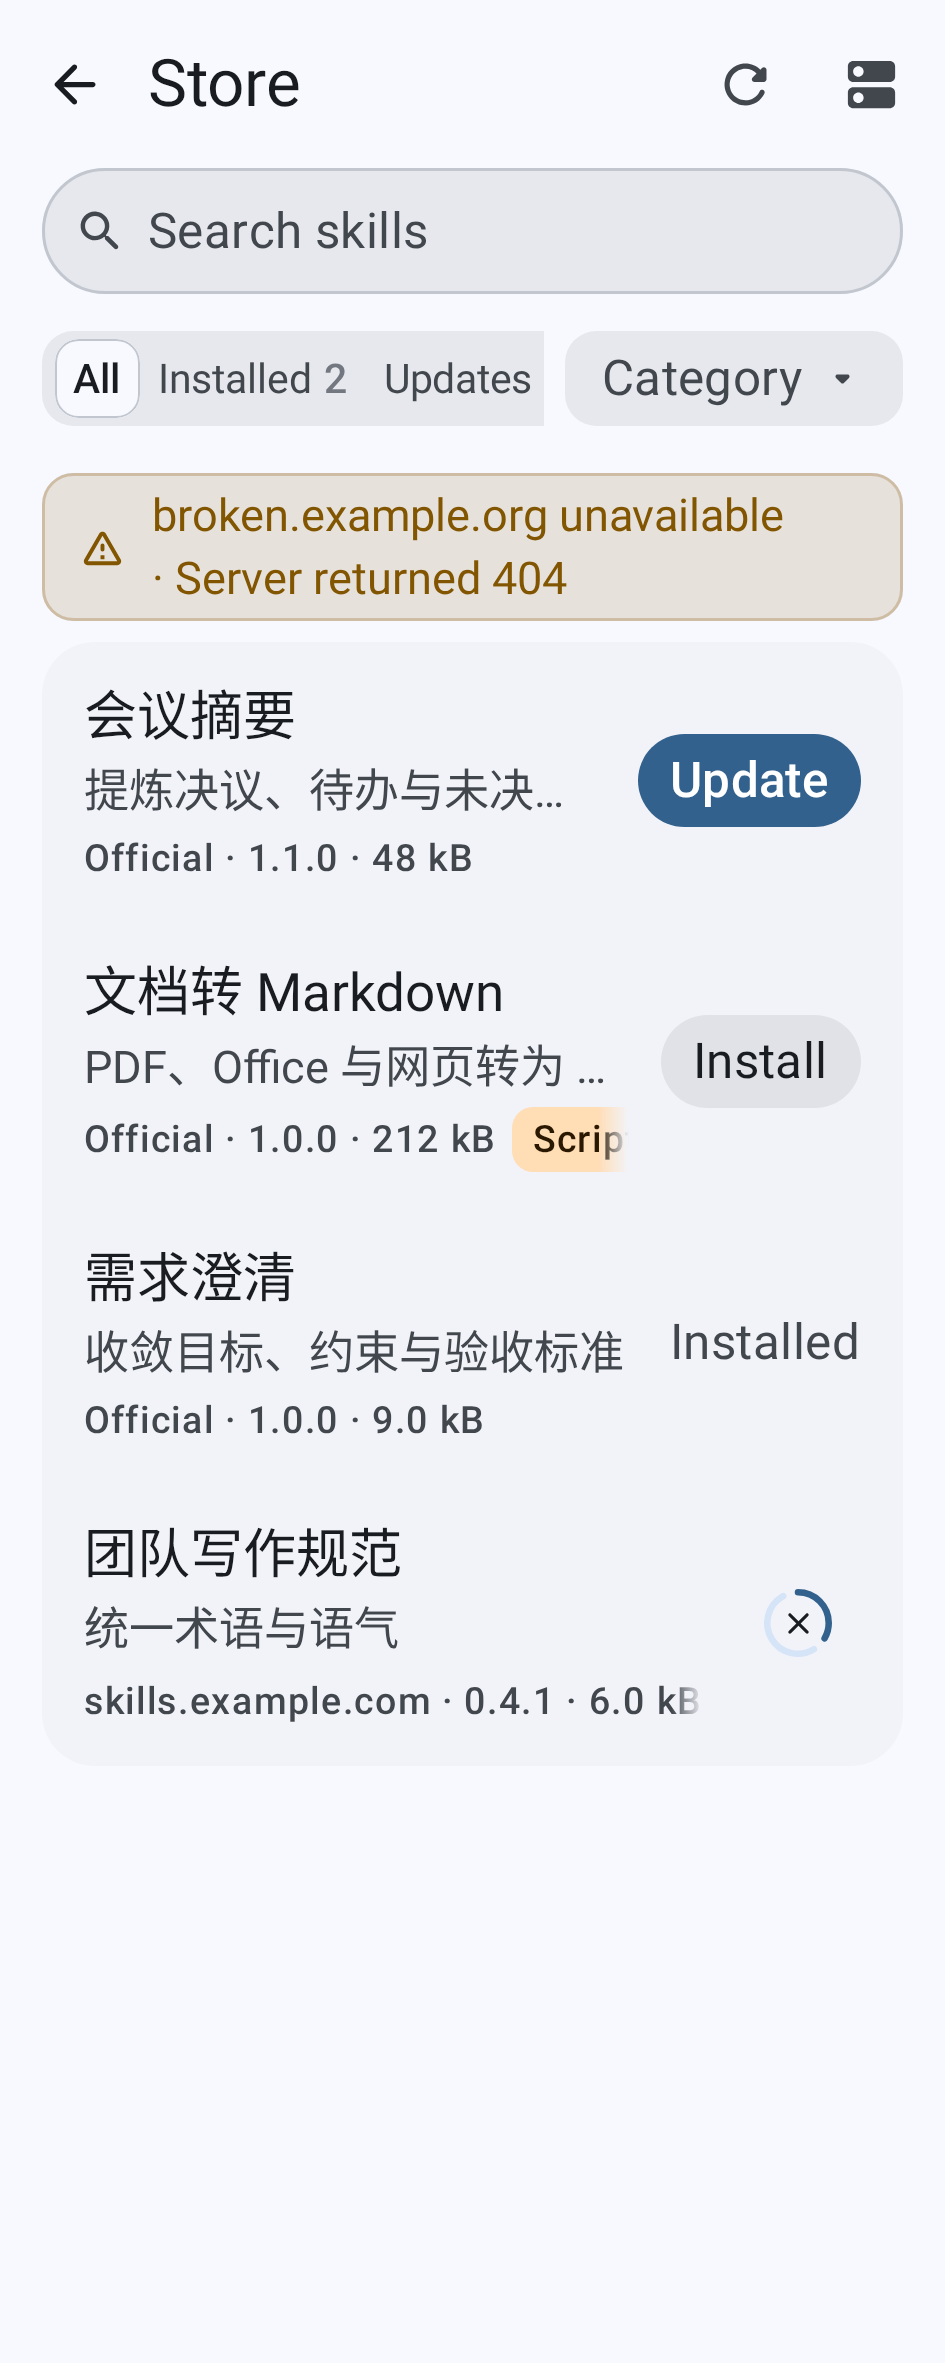 Store
Search skills
All Installed 2 Updates Category
broken.example.org unavailable
· Server returned 404
会议摘要
提炼决议、待办与未决…
Update
Official · 1.1.0 · 48 kB
文档转 Markdown
PDF、Office 与网页转为 …
Install
Official · 1.0.0 · 212 kB Scrip
需求澄清
收敛目标、约束与验收标准
Installed
Official · 1.0.0 · 9.0 kB
团队写作规范
统一术语与语气
skills.example.com · 0.4.1 · 6.0 kB